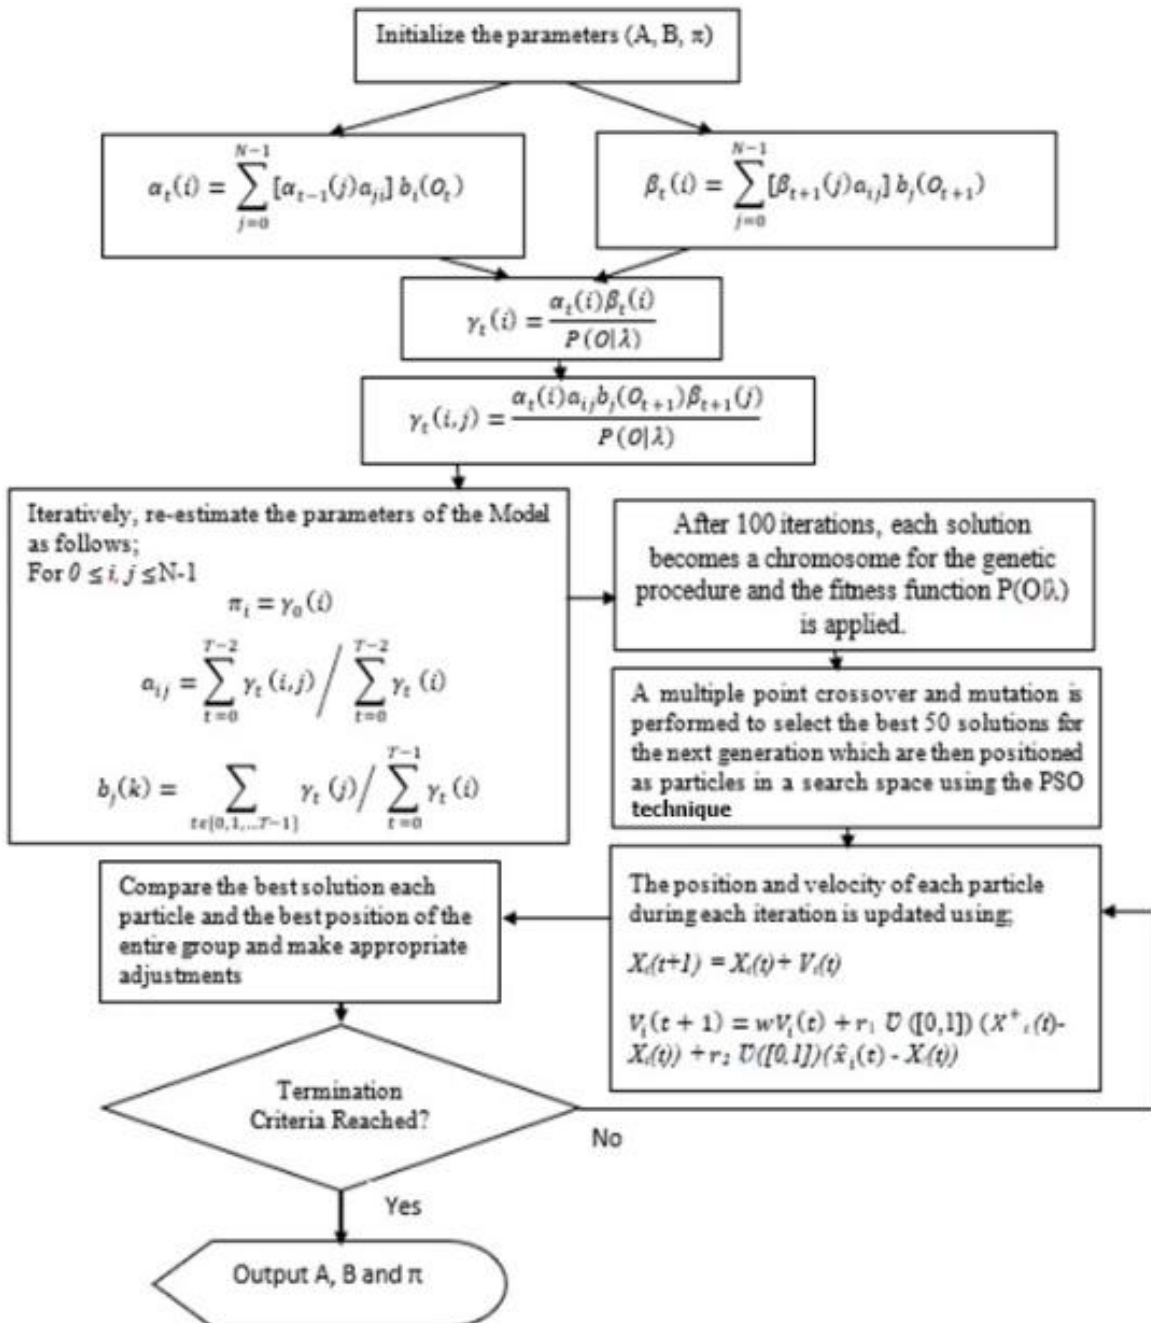 Initialize the parameters (A, B, π)
α_t(i) = ∑_{j=0}^{N-1} [α_{t-1}(j)a_{ji}] b_i(O_t)
β_t(i) = ∑_{j=0}^{N-1} [β_{t+1}(j)a_{ij}] b_j(O_{t+1})
γ_t(i) = α_t(i)β_t(i) / P(O|λ)
γ_t(i,j) = α_t(i)a_{ij}b_j(O_{t+1})β_{t+1}(j) / P(O|λ)
Iteratively, re-estimate the parameters of the Model
as follows;
For 0 ≤ i, j ≤N-1
π_i = γ_0(i)
a_{ij} = ∑_{t=0}^{T-2} γ_t(i,j) / ∑_{t=0}^{T-2} γ_t(i)
b_j(k) = ∑_{t∈[0,1,..T-1]} γ_t(j) / ∑_{t=0}^{T-1} γ_t(i)
After 100 iterations, each solution
becomes a chromosome for the genetic
procedure and the fitness function P(O|λ)
is applied.
A multiple point crossover and mutation is
performed to select the best 50 solutions for
the next generation which are then positioned
as particles in a search space using the PSO
technique
The position and velocity of each particle
during each iteration is updated using;
X_i(t+1) = X_i(t)+ V_i(t)
V_i(t + 1) = wV_i(t) + r_1 U ([0,1]) (X^+_i(t)-
X_i(t)) + r_2 U([0,1])(x̂_i(t) - X_i(t))
Compare the best solution each
particle and the best position of the
entire group and make appropriate
adjustments
Termination
Criteria Reached?
No
Yes
Output A, B and π